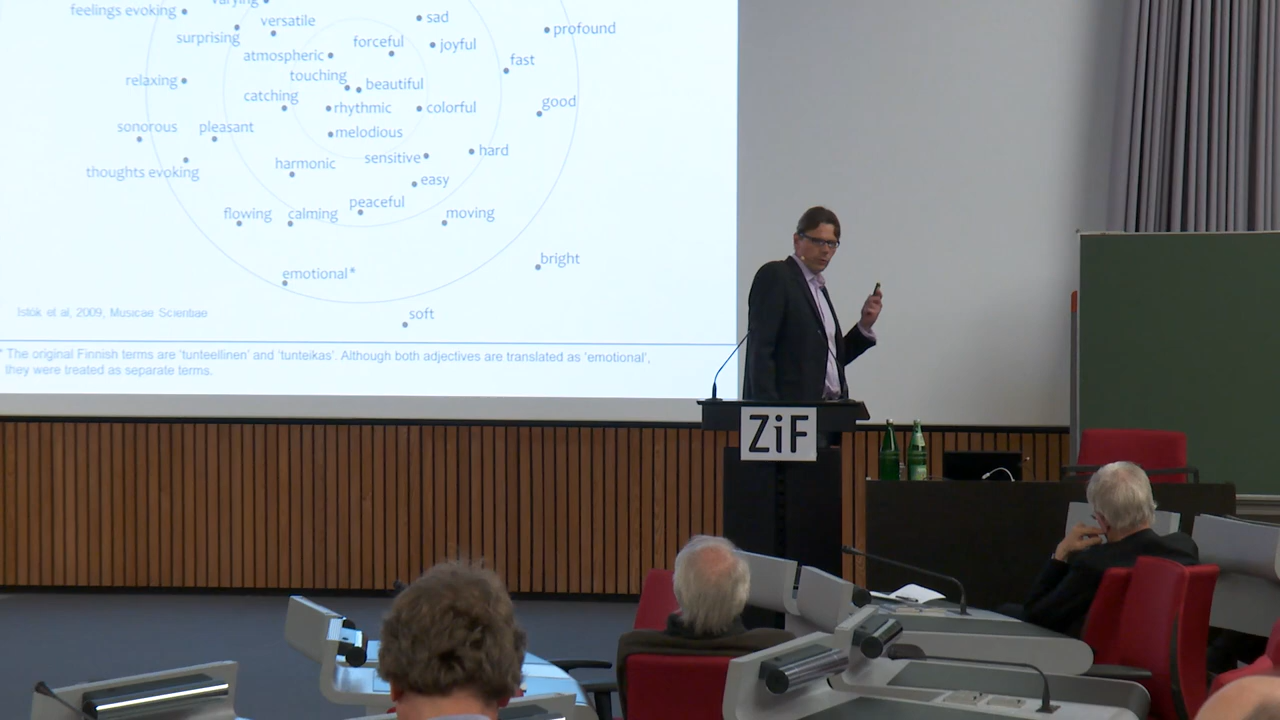 feelings evoking
varying
versatile
sad
profound
surprising
forceful
joyful
atmospheric
fast
touching
relaxing
beautiful
catching
rhythmic
colorful
good
sonorous
pleasant
melodious
hard
harmonic
sensitive
thoughts evoking
easy
peaceful
flowing
calming
moving
bright
emotional*
soft
Istók et al, 2009, Musicae Scientiae
* The original Finnish terms are 'tunteellinen' and 'tunteikas'. Although both adjectives are translated as 'emotional',
they were treated as separate terms.
ZiF